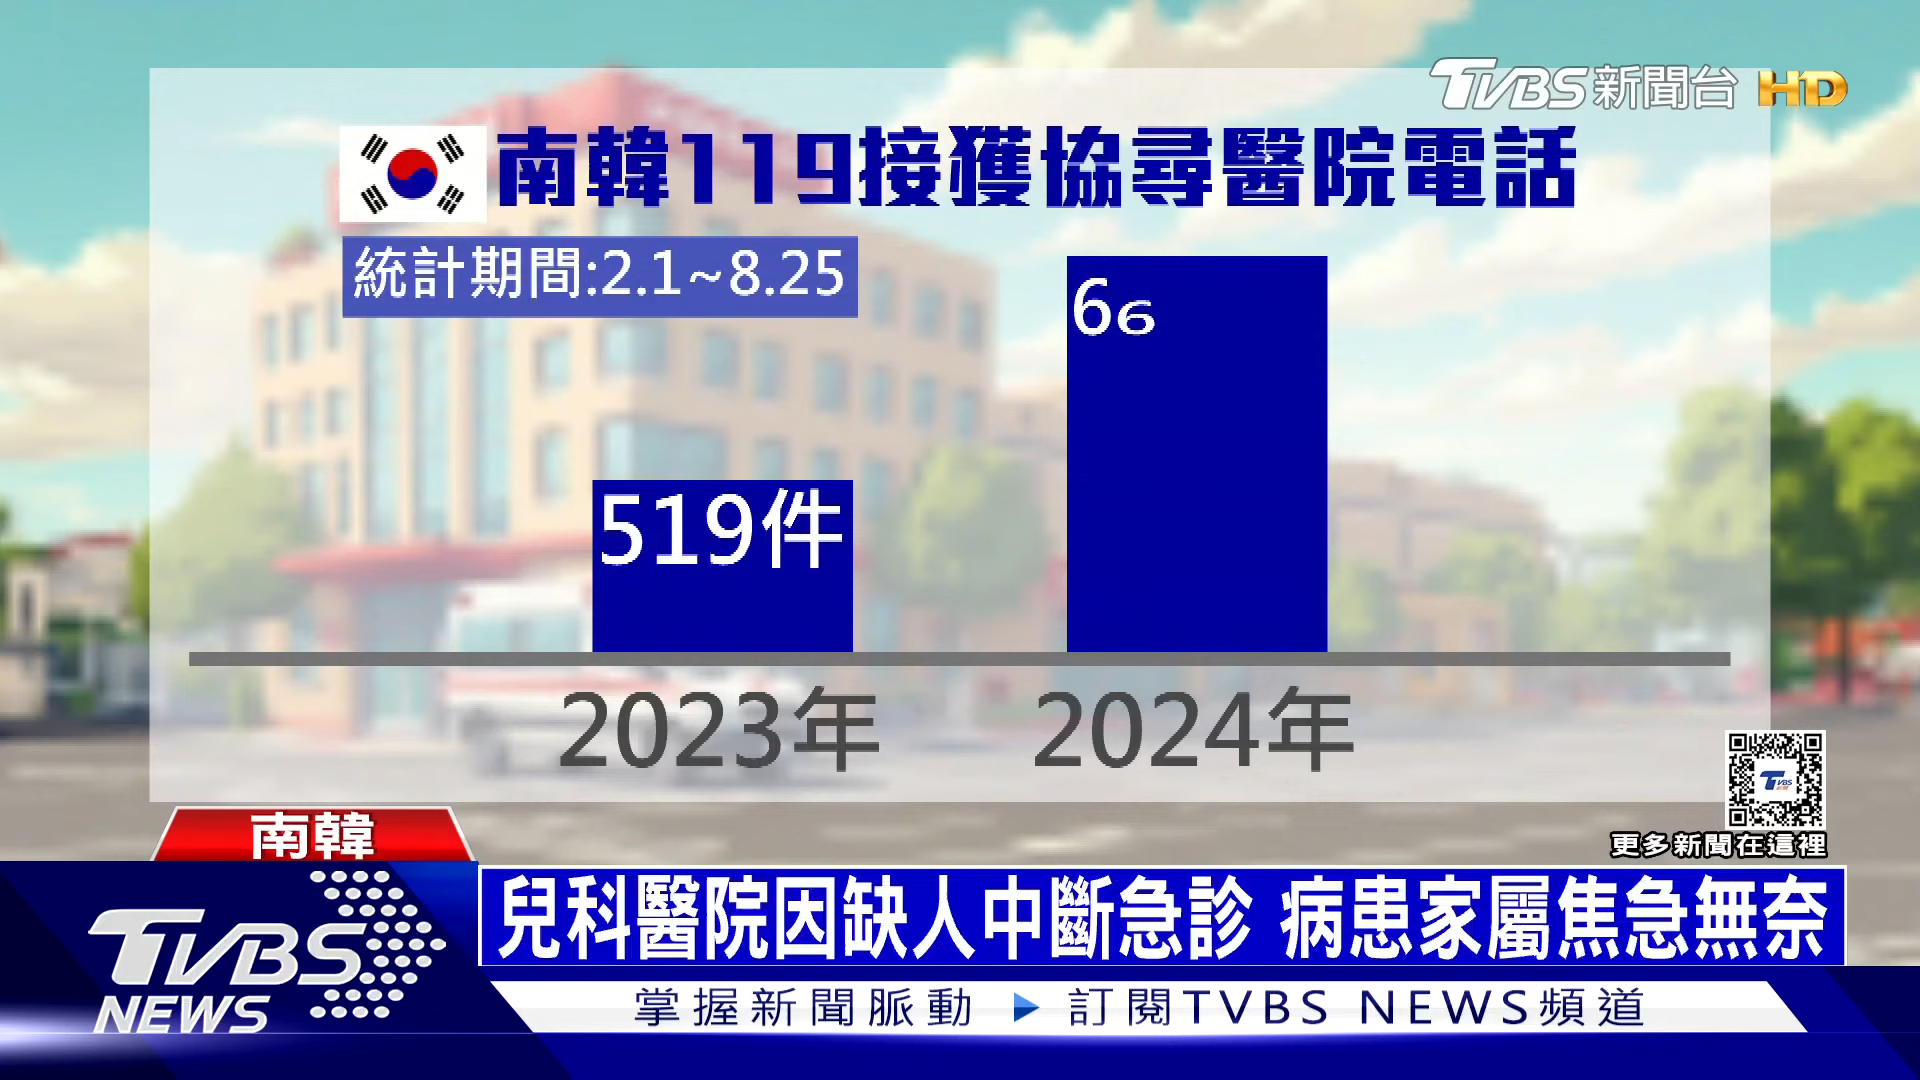 TVBS新聞台 HD
南韓119接獲協尋醫院電話
統計期間:2.1~8.25
66
519件
2023年
2024年
TVBS
更多新聞在這裡
南韓
兒科醫院因缺人中斷急診 病患家屬焦急無奈
TVBS
NEWS
掌握新聞脈動 ▶ 訂閱TVBS NEWS頻道